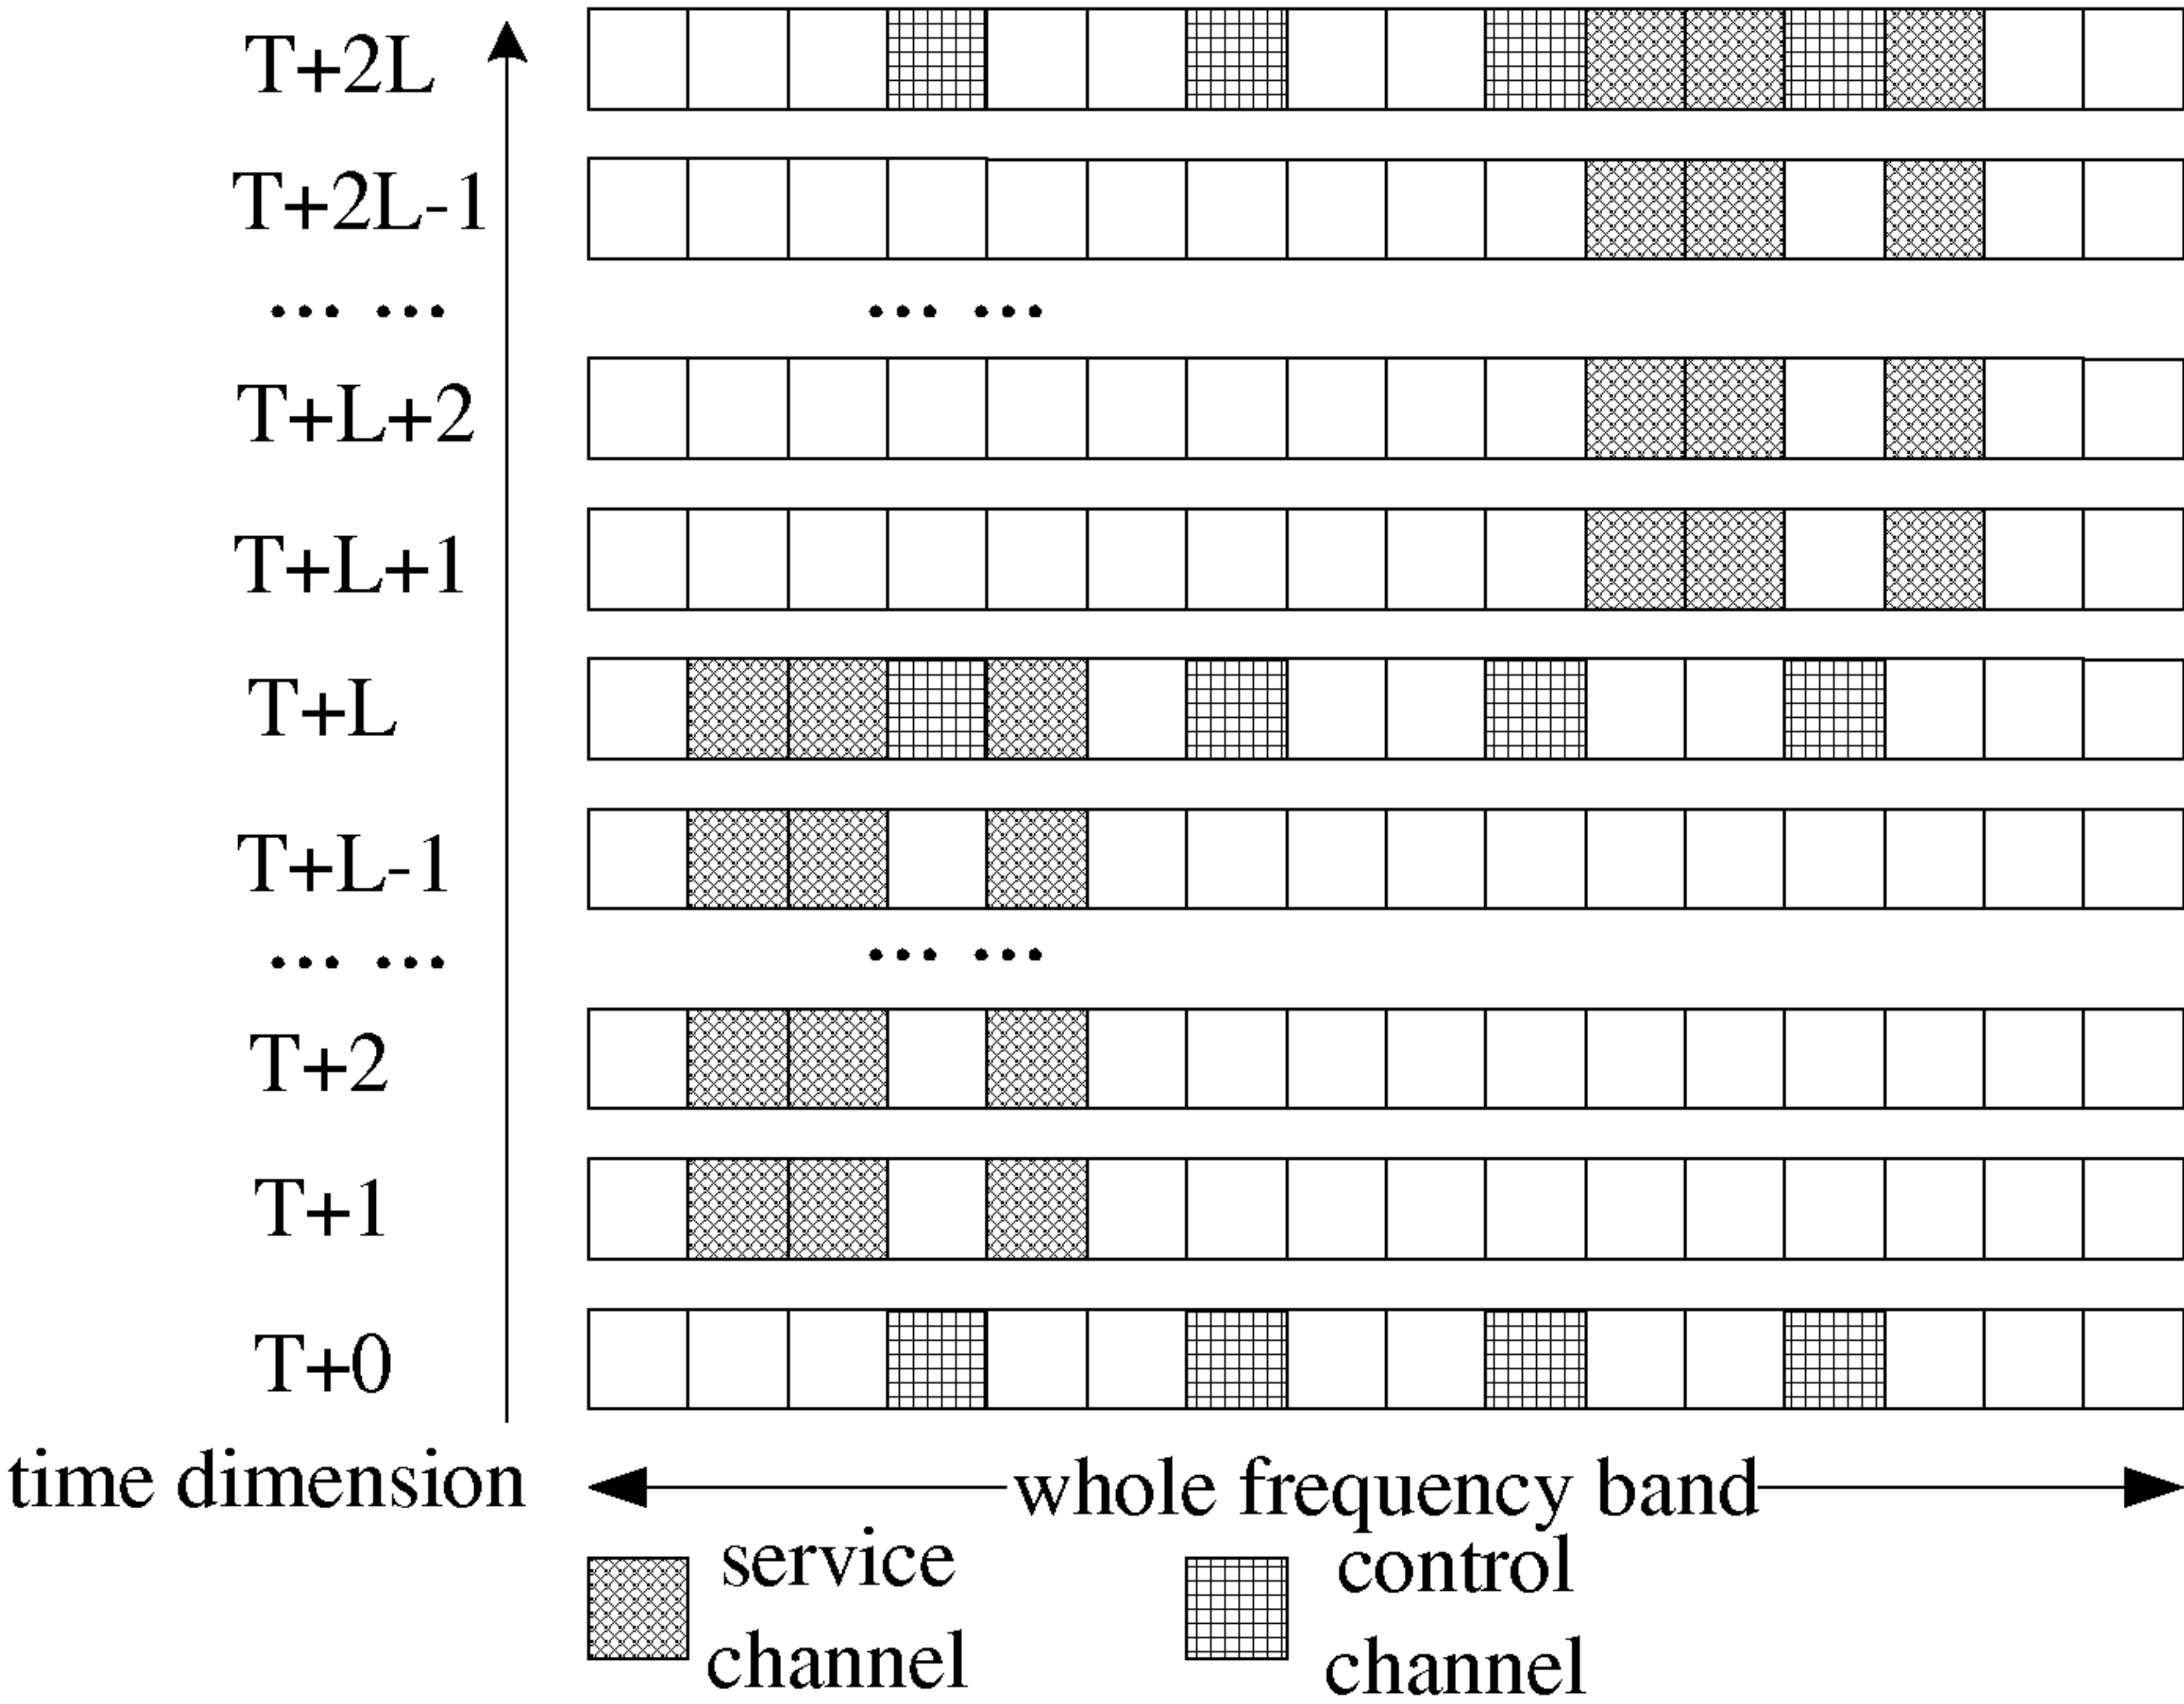 T+2L
T+2L-1
... ...
... ...
T+L+2
T+L+1
T+L
T+L-1
... ...
... ...
T+2
T+1
T+0
time dimension
whole frequency band
service
channel
control
channel